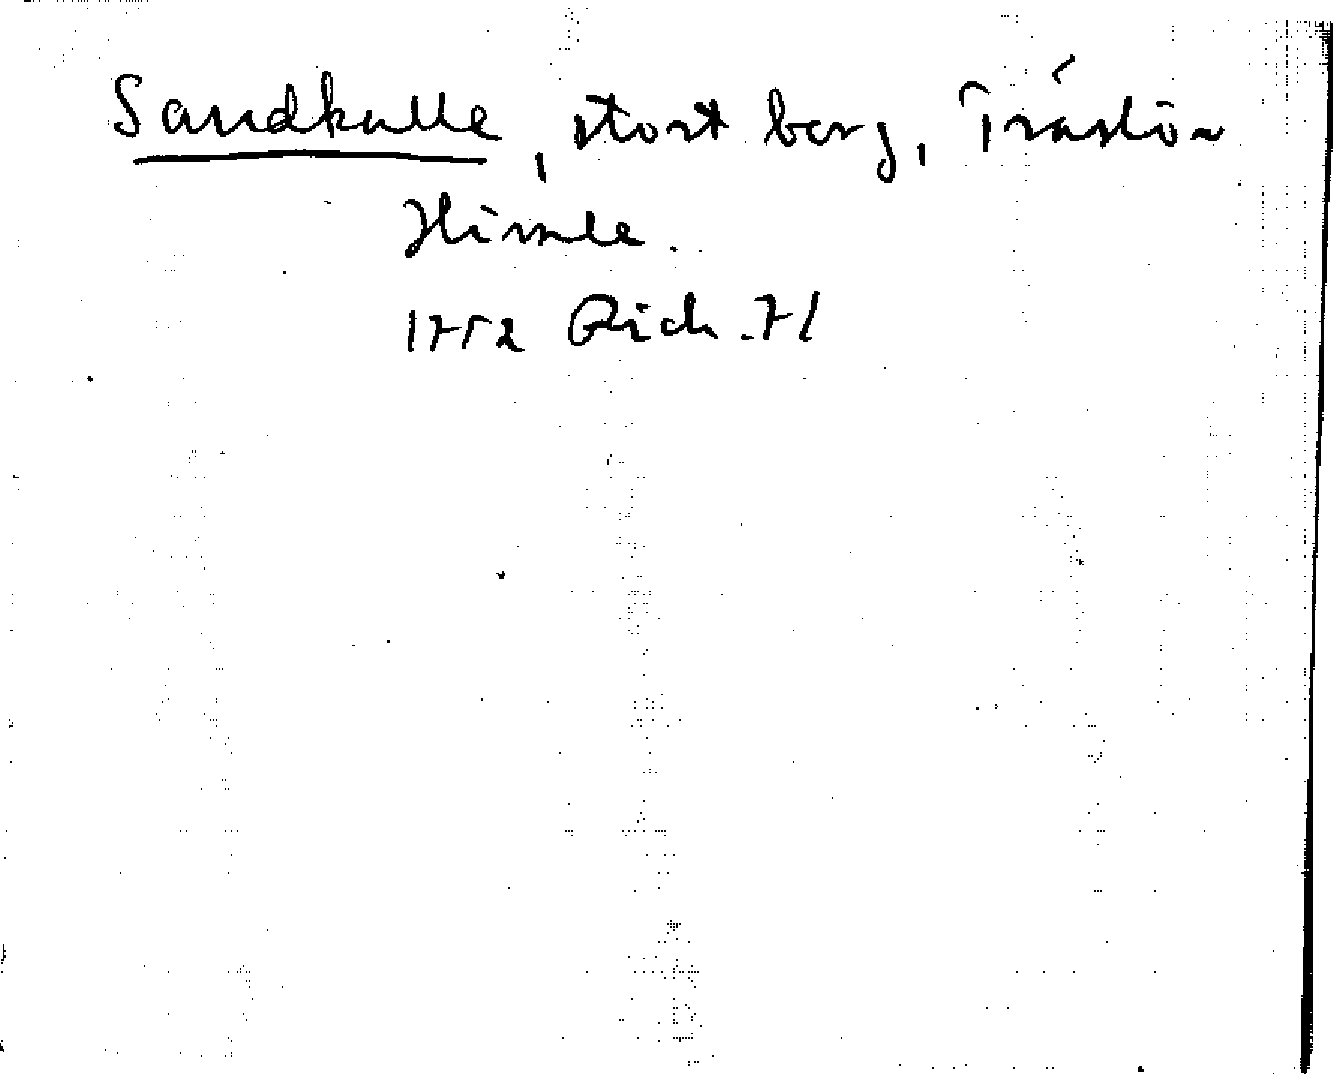 Sandkulle, stort berg, Träslöv
Himle.
1752 Rich. 71